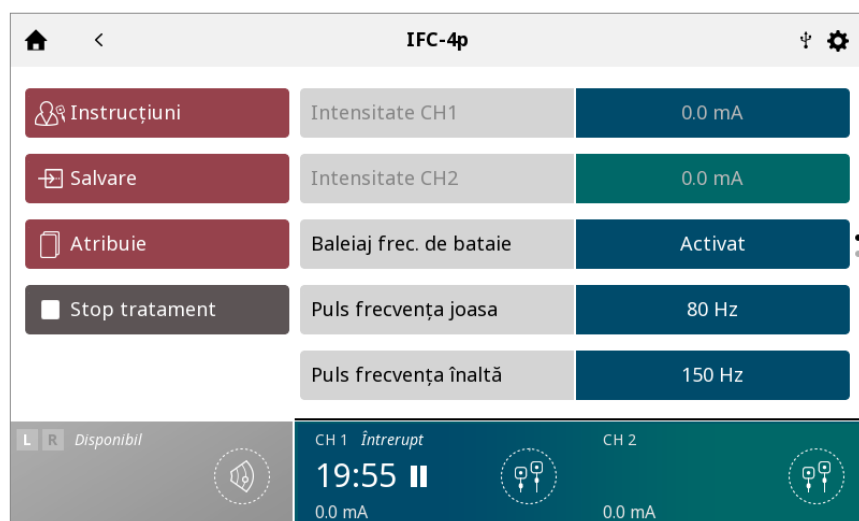 IFC-4p
Instrucțiuni
Intensitate CH1
0.0 mA
Salvare
Intensitate CH2
0.0 mA
Atribuie
Baleiaj frec. de bataie
Activat
Stop tratament
Puls frecvența joasa
80 Hz
Puls frecvența înaltă
150 Hz
L R Disponibil
CH 1 Întrerupt
19:55
0.0 mA
CH 2
0.0 mA